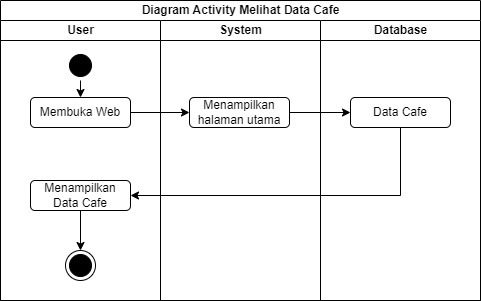 Diagram Activity Melihat Data Cafe
User
System
Database
Membuka Web
Menampilkan
halaman utama
Data Cafe
Menampilkan
Data Cafe